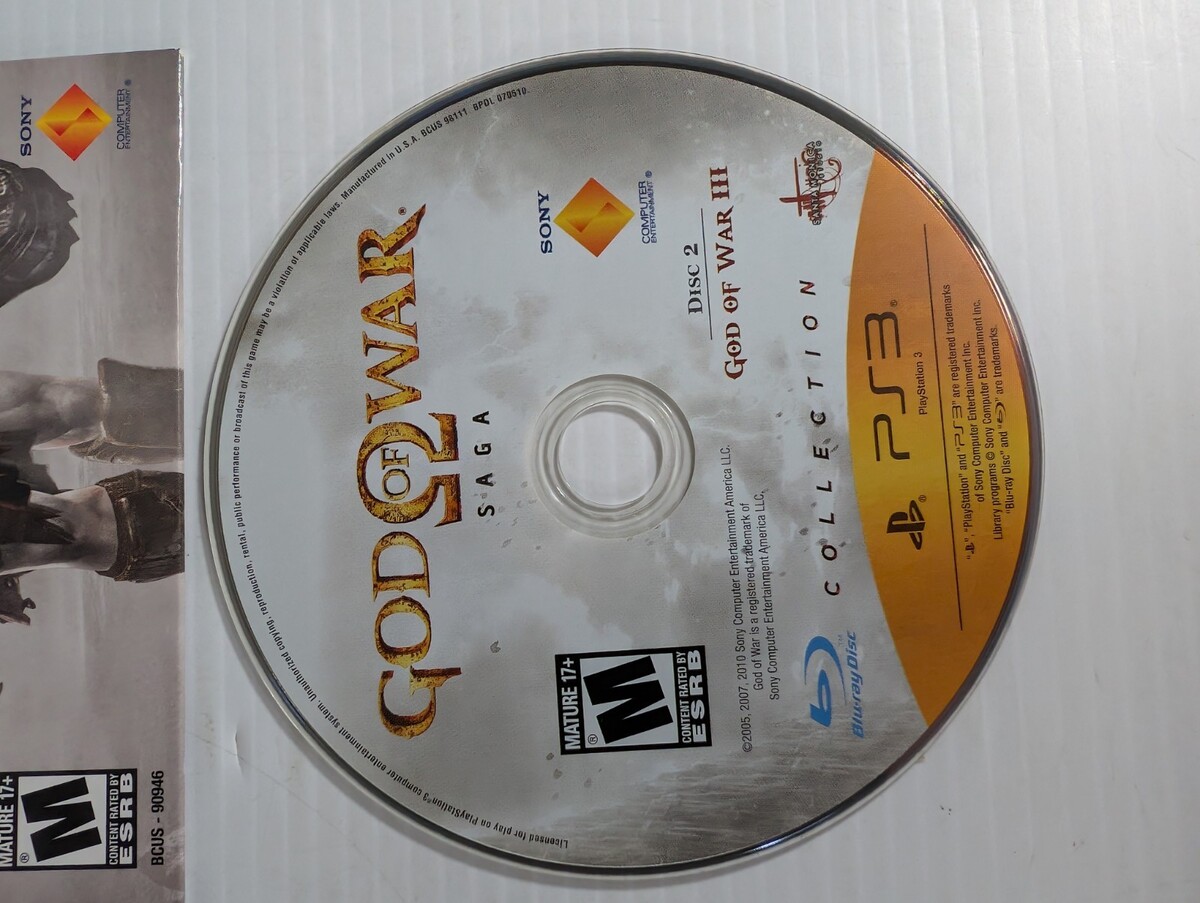 SONY
COMPUTER
ENTERTAINMENT®
MATURE 17+
M
®
CONTENT RATED BY
ESRB
BCUS - 90946
Licensed for play on PlayStation®3 computer entertainment system. Unauthorized copying, reproduction, rental, public performance or broadcast of this game may be a violation of applicable laws. Manufactured in U.S.A. BCUS 98111 BPDL 070510.
GOD OF WAR®
SAGA
SONY
COMPUTER
ENTERTAINMENT®
MATURE 17+
M
®
CONTENT RATED BY
ESRB
DISC 2
GOD OF WAR III
©2005, 2007, 2010 Sony Computer Entertainment America LLC.
God of War is a registered trademark of
Sony Computer Entertainment America LLC.
SANTA MONICA
STUDIO
COLLECTION
Blu-ray Disc™
PS3®
PlayStation 3
"PlayStation" and "PS3" are registered trademarks
of Sony Computer Entertainment Inc.
Library programs © Sony Computer Entertainment Inc.
"Blu-ray Disc" and " " are trademarks.